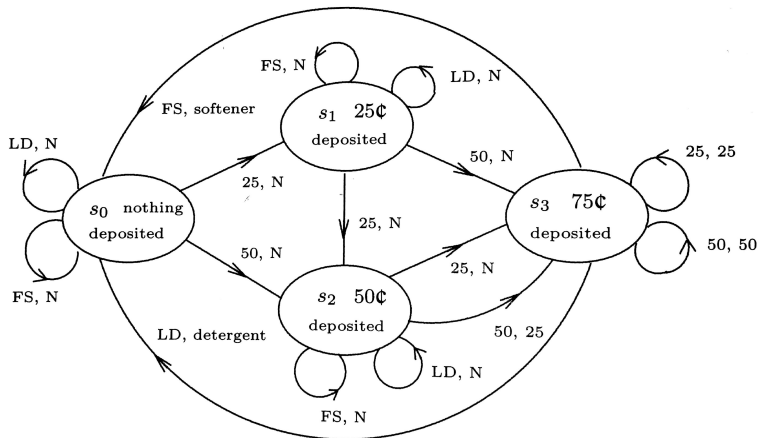 FS, N
LD, N
FS, softener
s1 25¢
deposited
LD, N
50, N
25, 25
25, N
s0 nothing
deposited
s3 75¢
deposited
25, N
50, 50
50, N
25, N
FS, N
s2 50¢
deposited
LD, detergent
50, 25
LD, N
FS, N